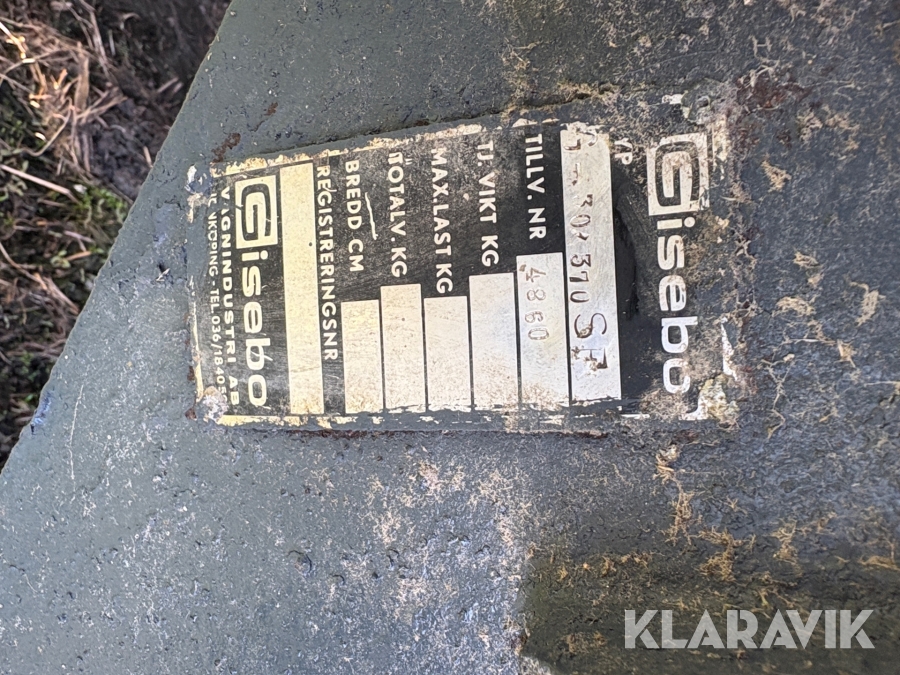 Gisebo
TILLV. NR 4860
TJ. VIKT KG
MAX.LAST KG
TOTALV. KG
BREDD CM
REGISTRERINGSNR
Gisebo
VAGNINDUSTRI AB
KLARAVIK